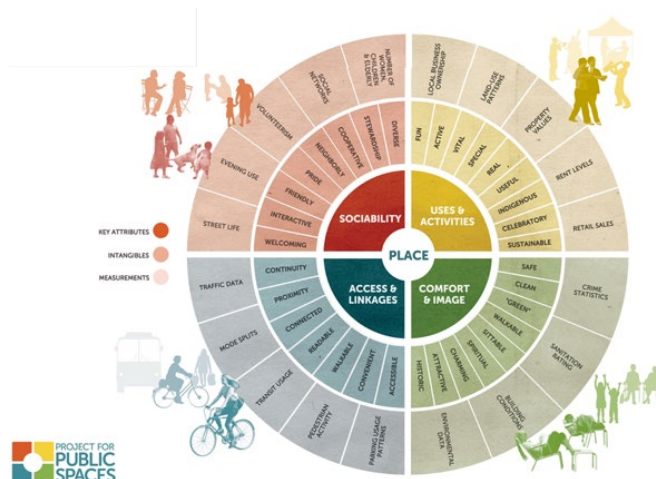 NUMBER OF
WOMEN,
CHILDREN
& ELDERLY
SOCIAL
NETWORKS
VOLUNTEERISM
EVENING USE
STREET LIFE
DIVERSE
STEWARDSHIP
COOPERATIVE
NEIGHBORLY
PRIDE
FRIENDLY
INTERACTIVE
WELCOMING
SOCIABILITY
LOCAL BUSINESS
OWNERSHIP
LAND-USE
PATTERNS
PROPERTY
VALUES
RENT LEVELS
RETAIL SALES
FUN
ACTIVE
VITAL
SPECIAL
REAL
USEFUL
INDIGENOUS
CELEBRATORY
SUSTAINABLE
USES &
ACTIVITIES
PLACE
KEY ATTRIBUTES
INTANGIBLES
MEASUREMENTS
ACCESS &
LINKAGES
CONTINUITY
PROXIMITY
CONNECTED
READABLE
WALKABLE
CONVENIENT
ACCESSIBLE
TRAFFIC DATA
MODE SPLITS
TRANSIT USAGE
PEDESTRIAN
ACTIVITY
PARKING USAGE
PATTERNS
COMFORT
& IMAGE
SAFE
CLEAN
"GREEN"
WALKABLE
SITTABLE
SPIRITUAL
CHARMING
ATTRACTIVE
HISTORIC
CRIME
STATISTICS
SANITATION
RATING
BUILDING
CONDITIONS
ENVIRONMENTAL
DATA
PROJECT FOR
PUBLIC
SPACES